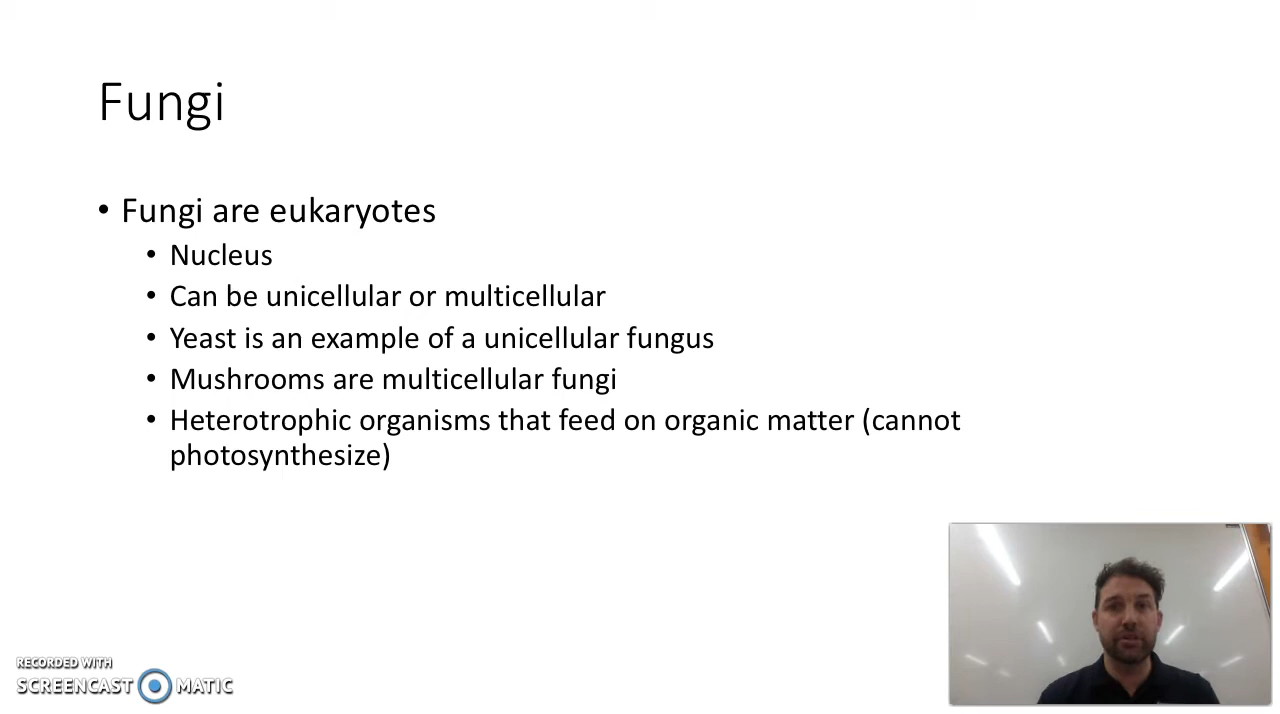 Fungi
• Fungi are eukaryotes
• Nucleus
• Can be unicellular or multicellular
• Yeast is an example of a unicellular fungus
• Mushrooms are multicellular fungi
• Heterotrophic organisms that feed on organic matter (cannot
photosynthesize)
RECORDED WITH
SCREENCAST MATIC